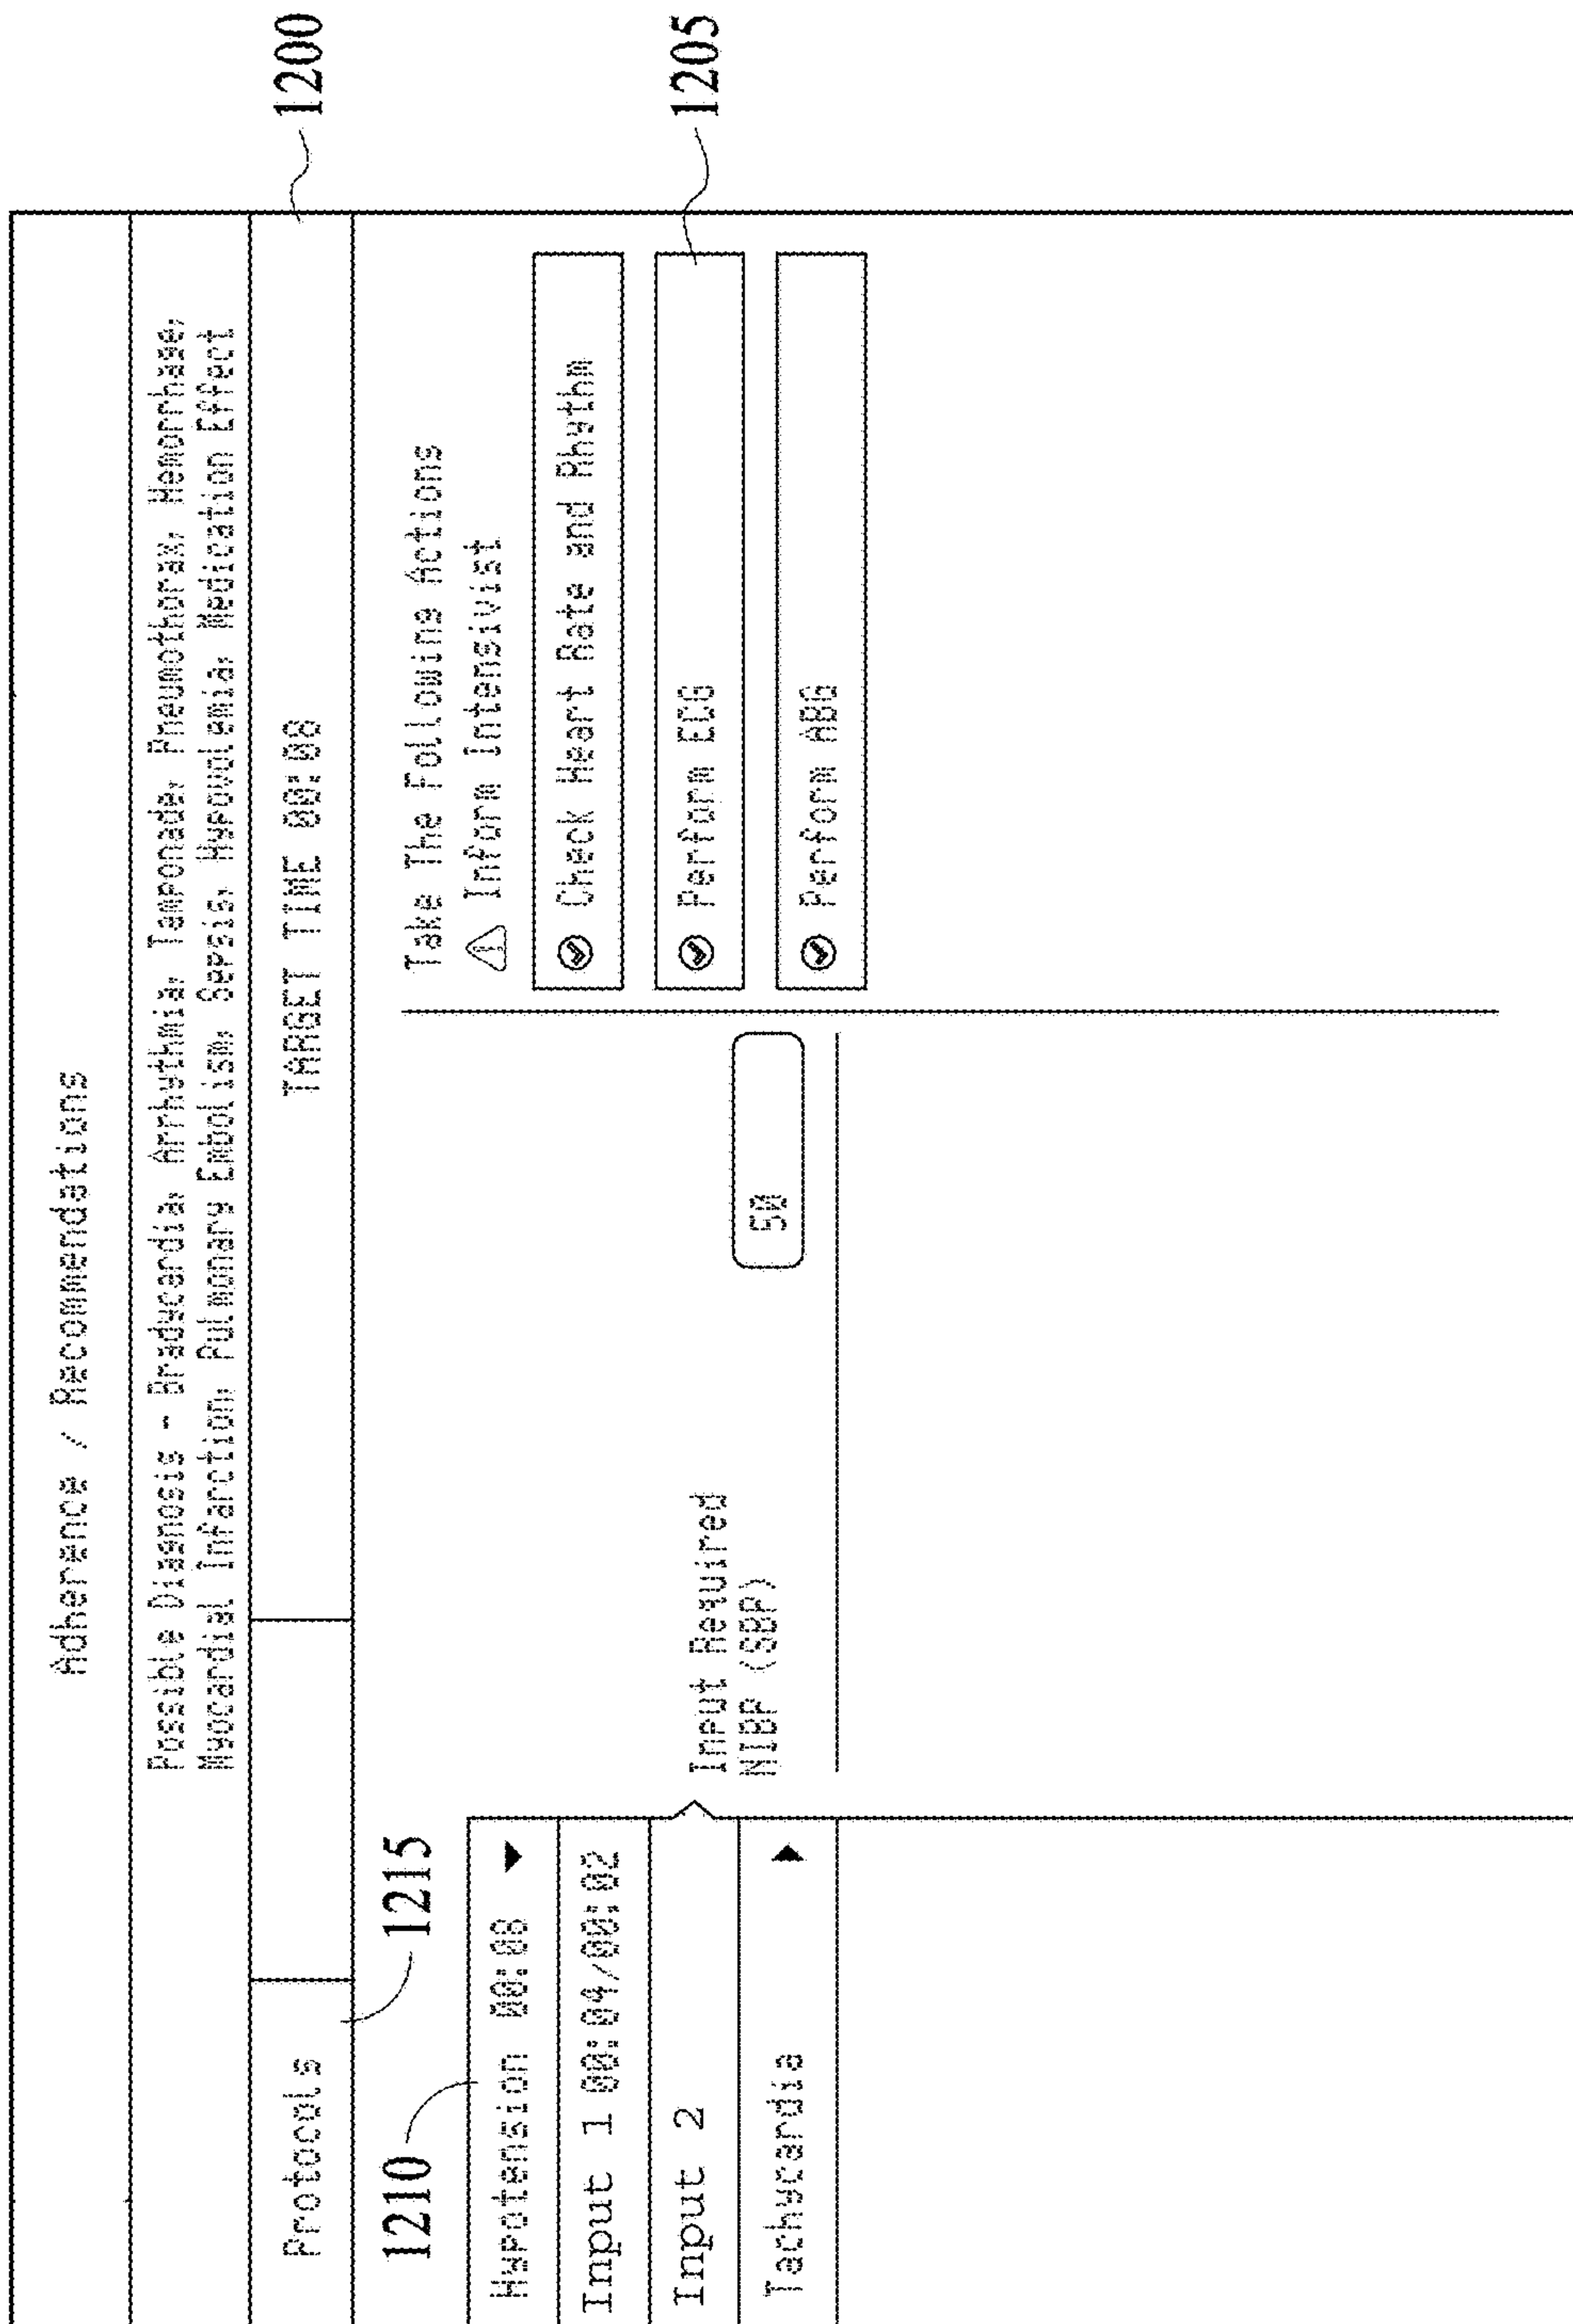 Adherence / Recommendations
Possible Diagnosis - Bradycardia, Arrhythmia, Tamponade, Pneumothorax, Hemorrhage,
Myocardial Infarction, Pulmonary Embolism, Sepsis, Hypovolemia, Medication Effect
Protocols
TARGET TIME 00:08
1200
1215
1210
Hypotension 00:08
Input 1 00:04/00:02
Input 2
Tachycardia
Input Required
NIBP (SBP)
50
Take The Following Actions
Inform Intensivist
Check Heart Rate and Rhythm
Perform ECG
Perform ABG
1205